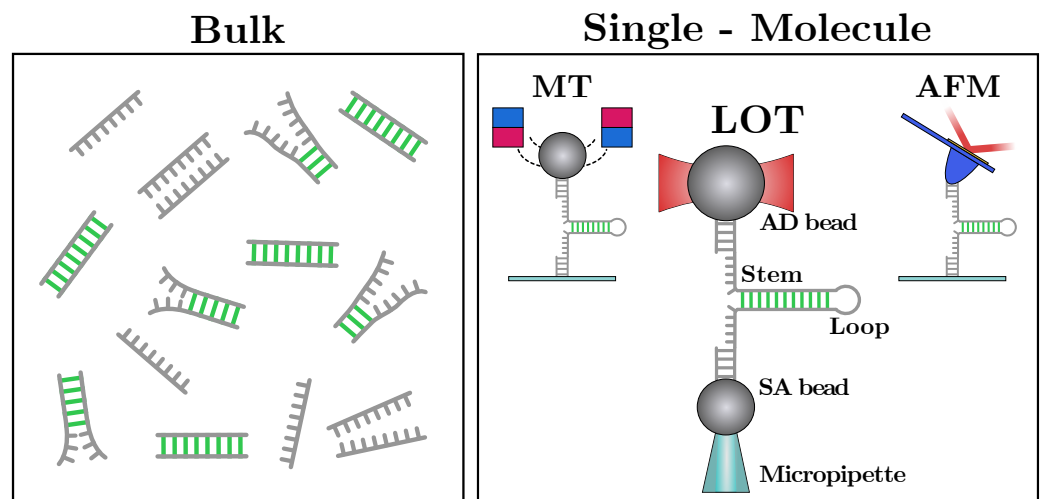 Bulk
Single - Molecule
MT
LOT
AFM
AD bead
Stem
Loop
SA bead
Micropipette